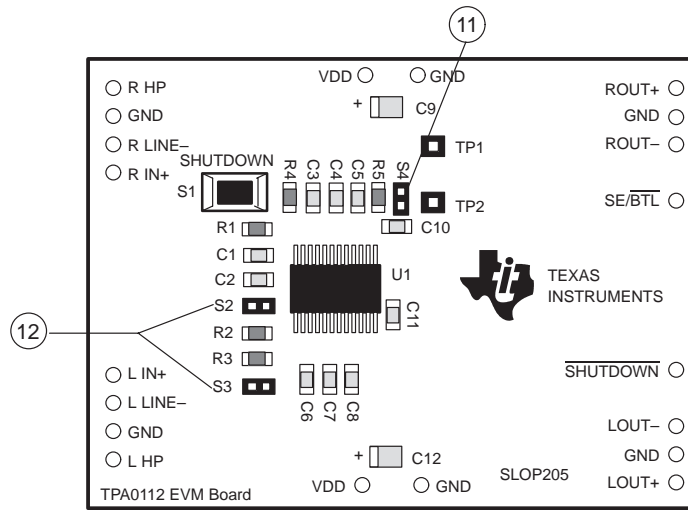 11
VDD
GND
R HP
GND
R LINE–
R IN+
+
C9
ROUT+
GND
ROUT–
TP1
SHUTDOWN
S1
R4
C3
C4
C5
R5
S4
TP2
SE/BTL
C10
R1
C1
C2
U1
TEXAS
INSTRUMENTS
S2
12
R2
C11
R3
S3
L IN+
L LINE–
GND
L HP
C6
C7
C8
SHUTDOWN
LOUT–
GND
LOUT+
+
C12
SLOP205
VDD
GND
TPA0112 EVM Board